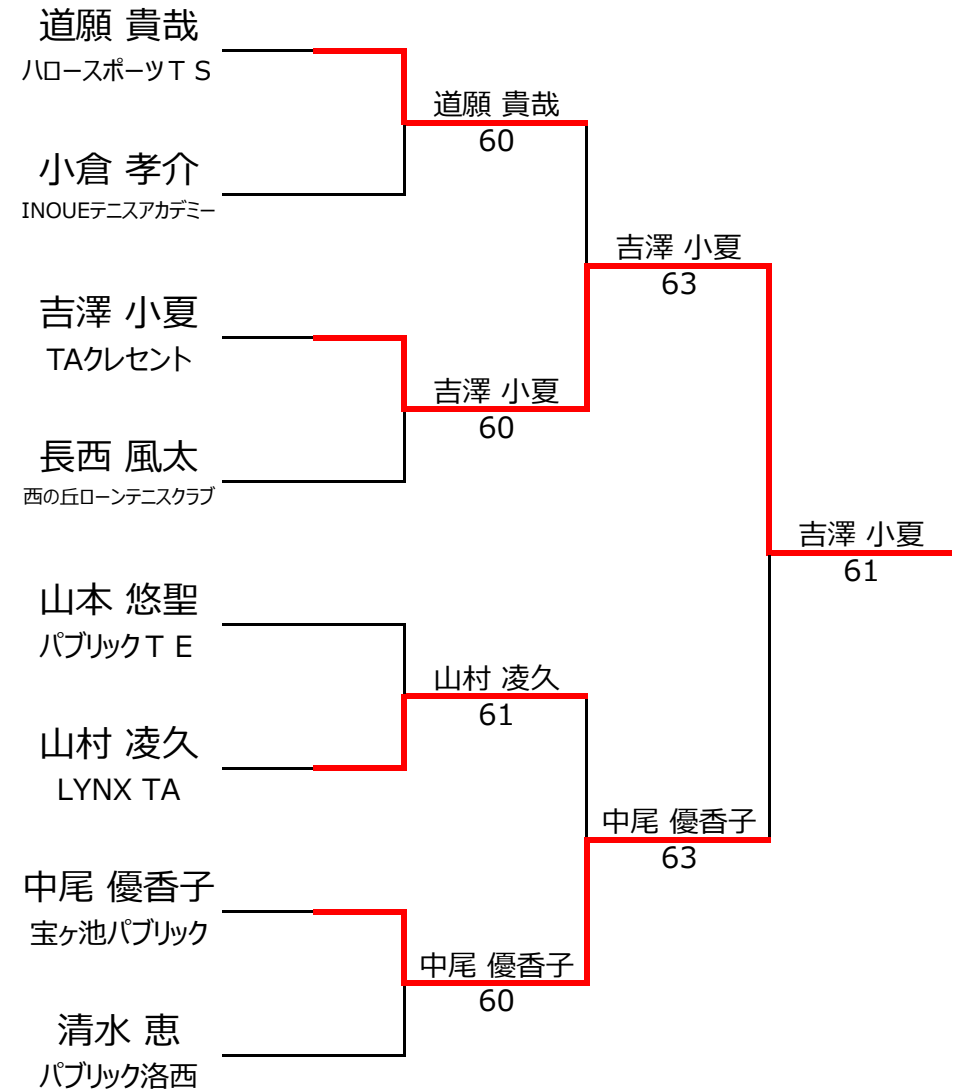 道願 貴哉
ハロースポーツＴＳ
小倉 孝介
INOUEテニスアカデミー
吉澤 小夏
TAクレセント
長西 風太
西の丘ローンテニスクラブ
山本 悠聖
パブリックＴＥ
山村 凌久
LYNX TA
中尾 優香子
宝ヶ池パブリック
清水 恵
パブリック洛西
道願 貴哉
60
吉澤 小夏
60
山村 凌久
61
中尾 優香子
60
吉澤 小夏
63
中尾 優香子
63
吉澤 小夏
61